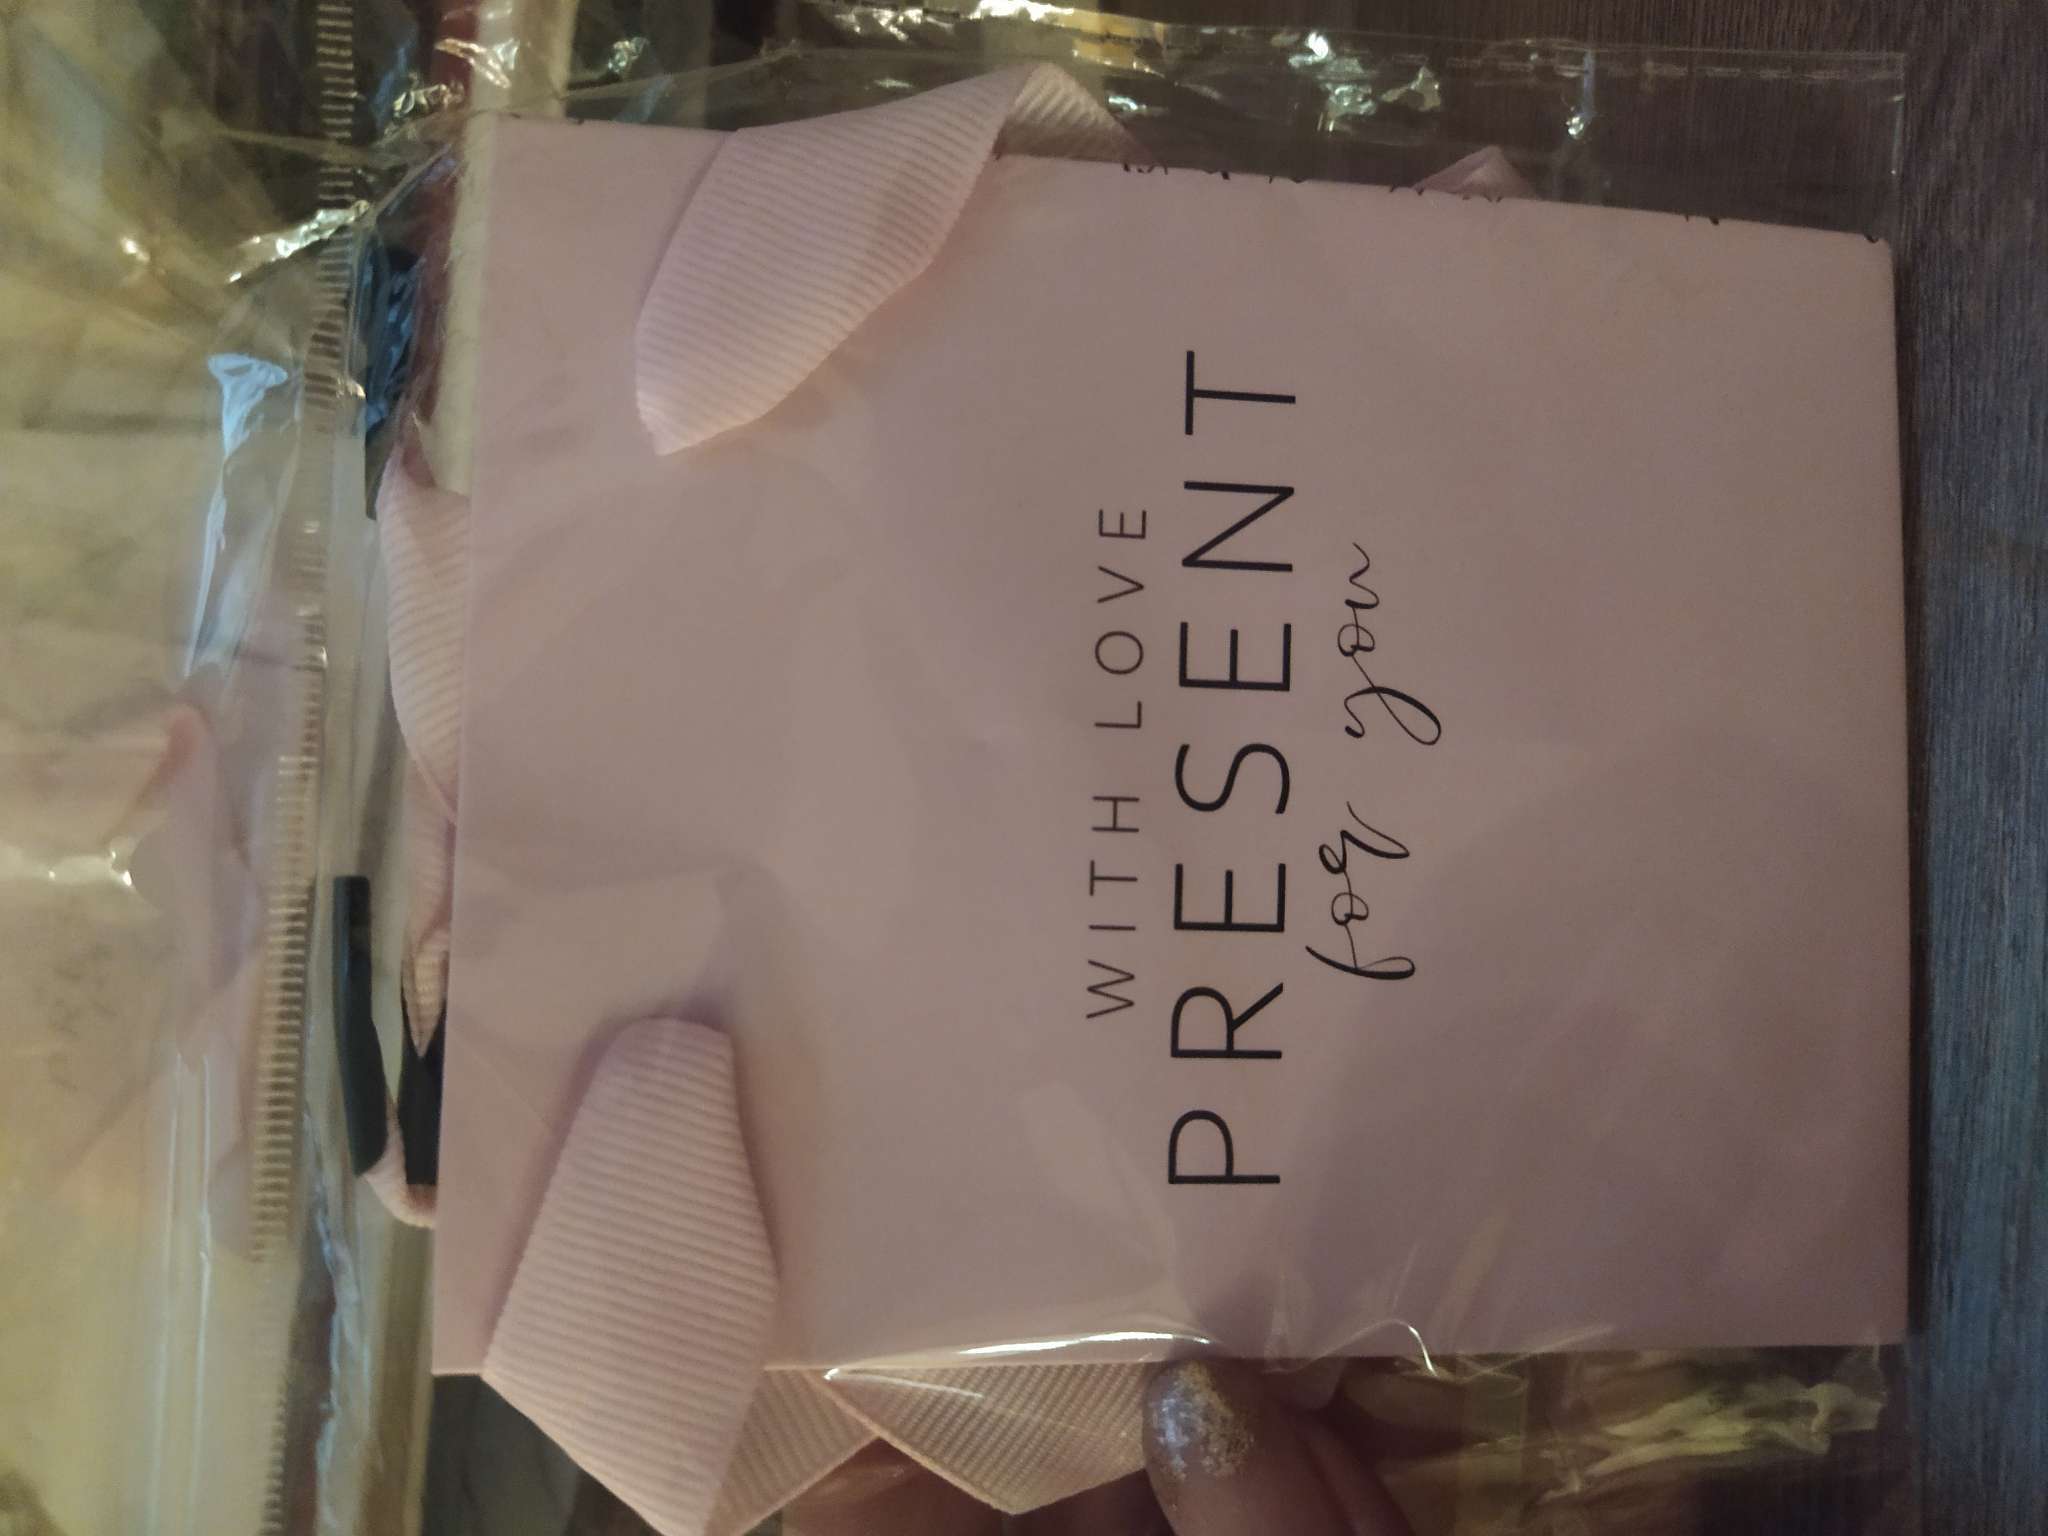 WITH LOVE
PRESENT
for you